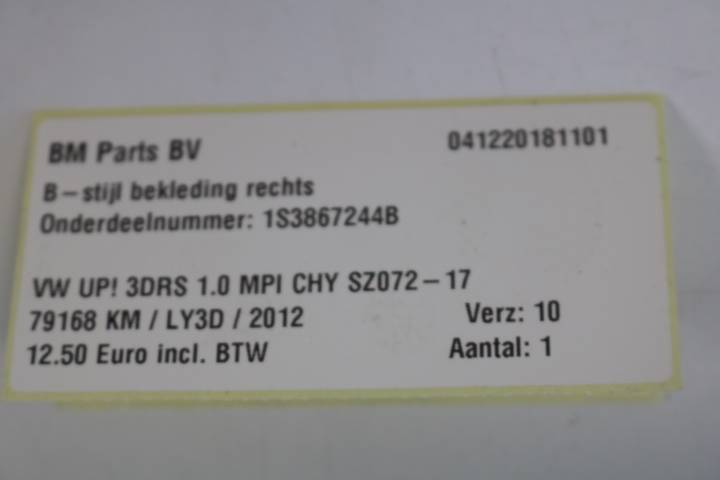 BM Parts BV 041220181101
B-stijl bekleding rechts
Onderdeelnummer: 1S3867244B
VW UP! 3DRS 1.0 MPI CHY SZ072-17
79168 KM / LY3D / 2012 Verz: 10
12.50 Euro incl. BTW Aantal: 1